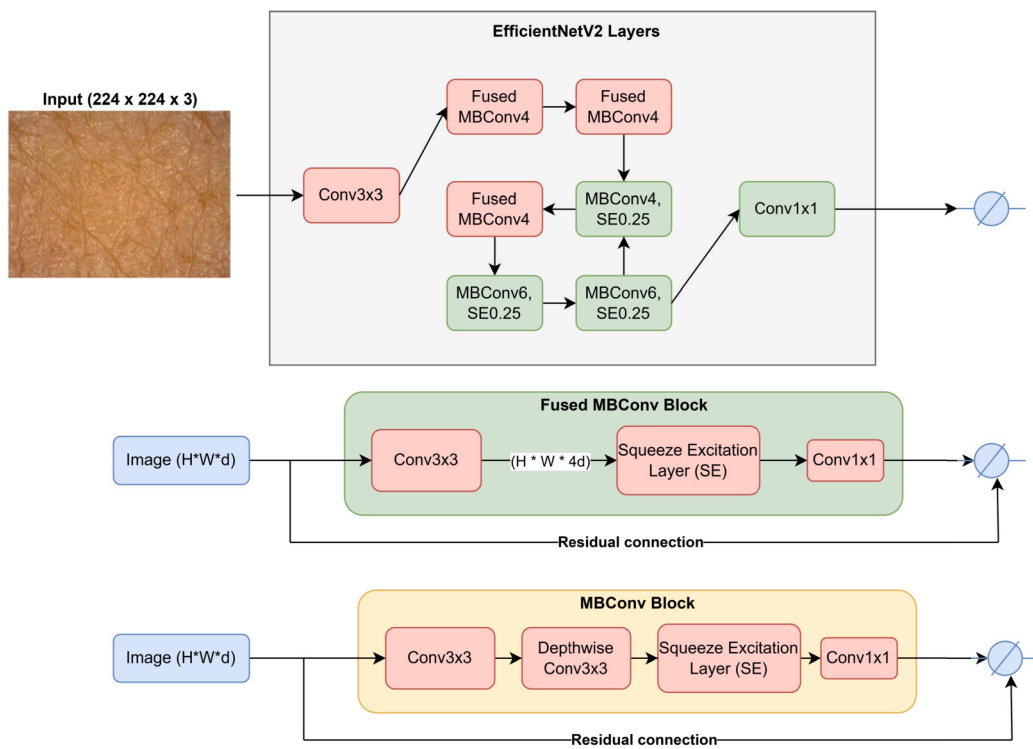 EfficientNetV2 Layers
Input (224 x 224 x 3)
Fused
MBConv4
Fused
MBConv4
Conv3x3
Fused
MBConv4
MBConv4,
SE0.25
Conv1x1
MBConv6,
SE0.25
MBConv6,
SE0.25
Fused MBConv Block
Image (H*W*d)
Conv3x3
(H * W * 4d)
Squeeze Excitation
Layer (SE)
Conv1x1
Residual connection
MBConv Block
Image (H*W*d)
Conv3x3
Depthwise
Conv3x3
Squeeze Excitation
Layer (SE)
Conv1x1
Residual connection